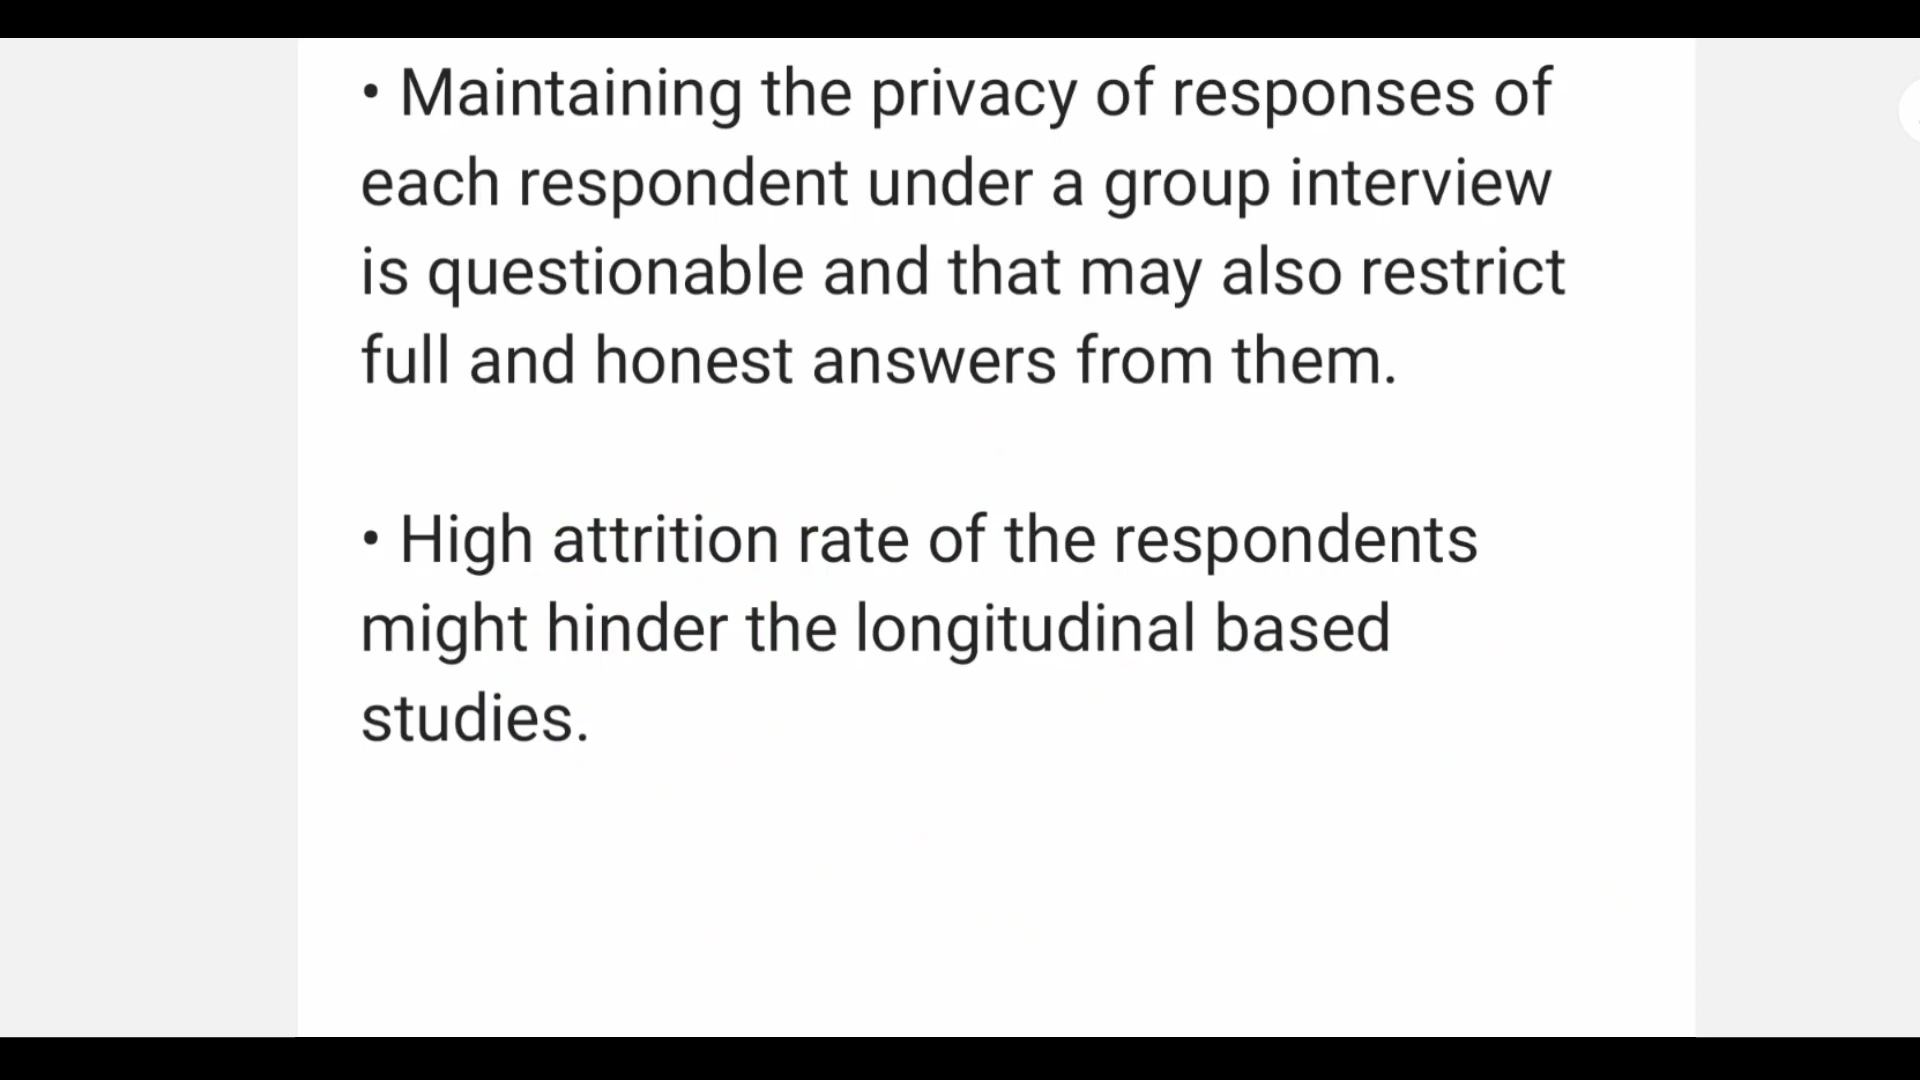 • Maintaining the privacy of responses of
each respondent under a group interview
is questionable and that may also restrict
full and honest answers from them.
• High attrition rate of the respondents
might hinder the longitudinal based
studies.